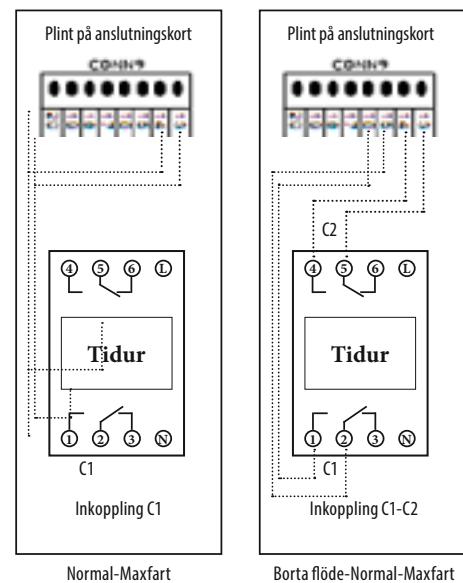 Plint på anslutningskort
CONN9
4 5 6 L
Tidur
1 2 3 N
C1
Inkoppling C1
Normal-Maxfart
Plint på anslutningskort
CONN9
C2
4 5 6 L
Tidur
1 2 3 N
C1
Inkoppling C1-C2
Borta flöde-Normal-Maxfart